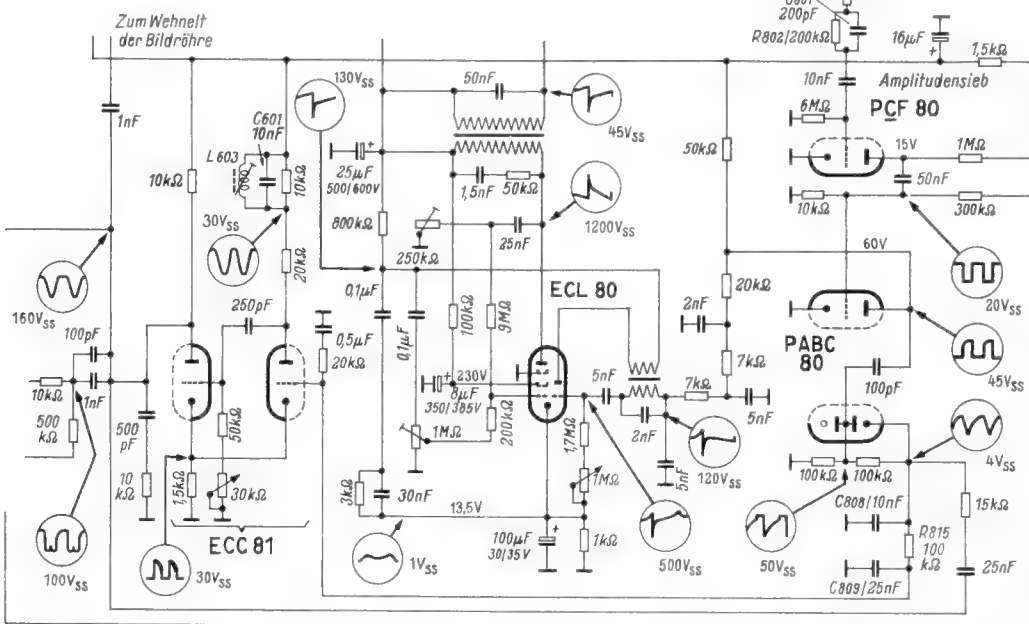 Zum Wehnelt
der Bildröhre
200pF
R802/200kΩ
16µF
+
1,5kΩ
130Vss
50nF
10nF
Amplitudensieb
PCF 80
1nF
C601
10nF
45Vss
6MΩ
L603
10kΩ
10kΩ
25µF
500/600V
+
1,5nF
50kΩ
50kΩ
15V
1MΩ
50nF
30Vss
800kΩ
1200Vss
10kΩ
300kΩ
250kΩ
25nF
20kΩ
60V
160Vss
0,1µF
ECL 80
20kΩ
20Vss
250pF
100kΩ
9MΩ
2nF
100pF
0,5µF
0,1µF
PABC
80
20kΩ
230V
+
8µF
350/385V
5nF
7kΩ
7kΩ
100pF
45Vss
10kΩ
1nF
5nF
500
kΩ
500
pF
50kΩ
1MΩ
200kΩ
2nF
1,7MΩ
120Vss
4Vss
10
kΩ
1,5kΩ
30kΩ
3kΩ
30nF
1MΩ
5nF
100kΩ
100kΩ
15kΩ
ECC 81
13,5V
100µF
30/35V
+
1kΩ
C808/10nF
R815
100
kΩ
100Vss
30Vss
1Vss
500Vss
50Vss
C809/25nF
25nF